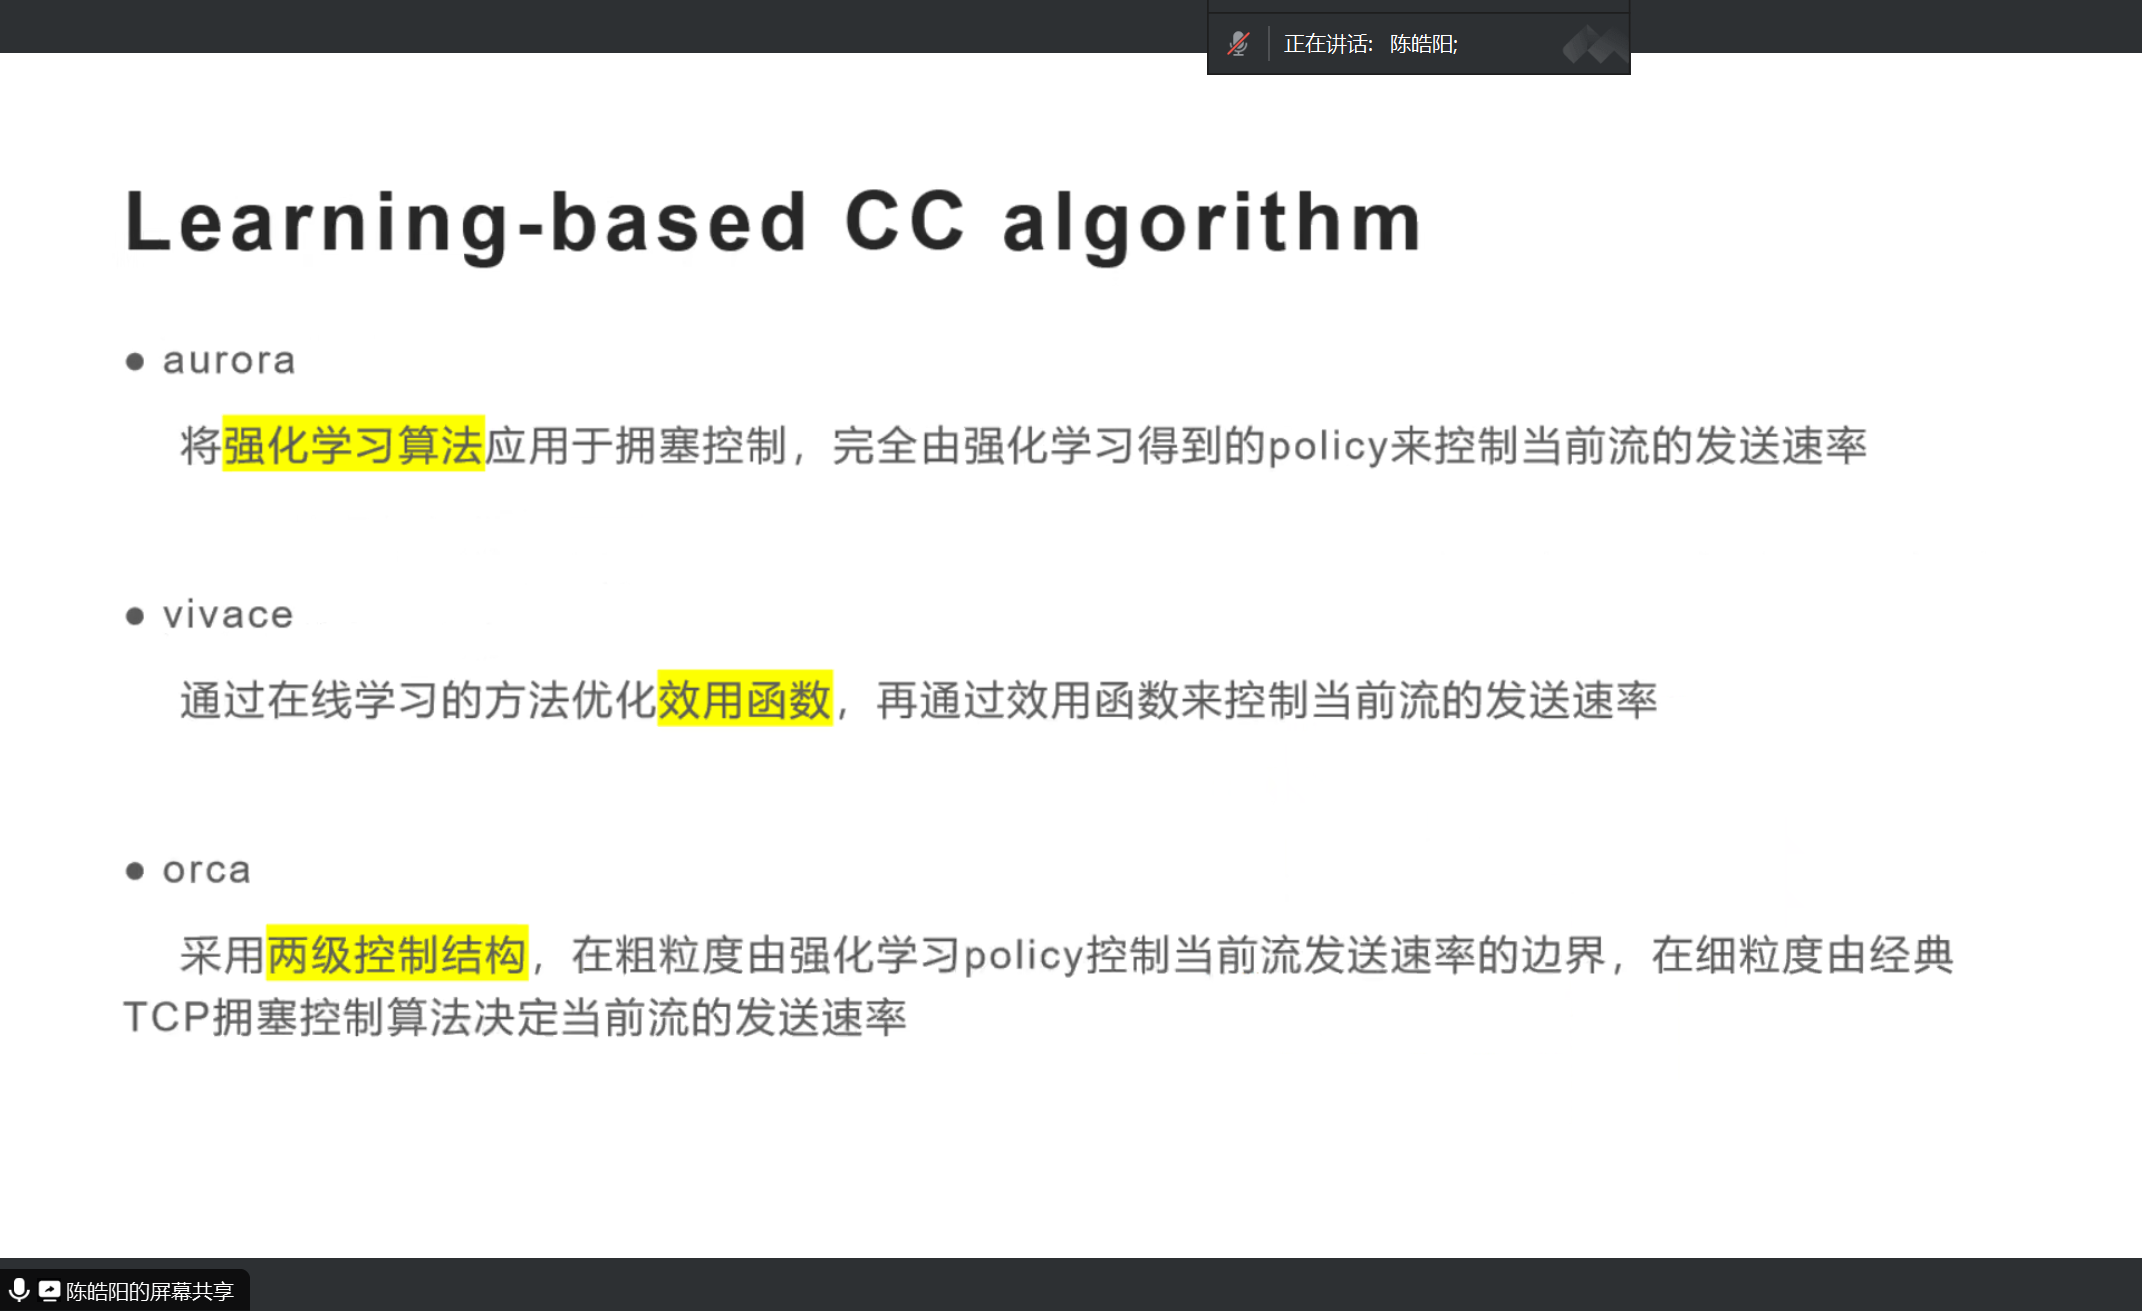 正在讲话: 陈皓阳;
Learning-based CC algorithm
● aurora
将强化学习算法应用于拥塞控制，完全由强化学习得到的policy来控制当前流的发送速率
● vivace
通过在线学习的方法优化效用函数，再通过效用函数来控制当前流的发送速率
● orca
采用两级控制结构，在粗粒度由强化学习policy控制当前流发送速率的边界，在细粒度由经典
TCP拥塞控制算法决定当前流的发送速率
陈皓阳的屏幕共享